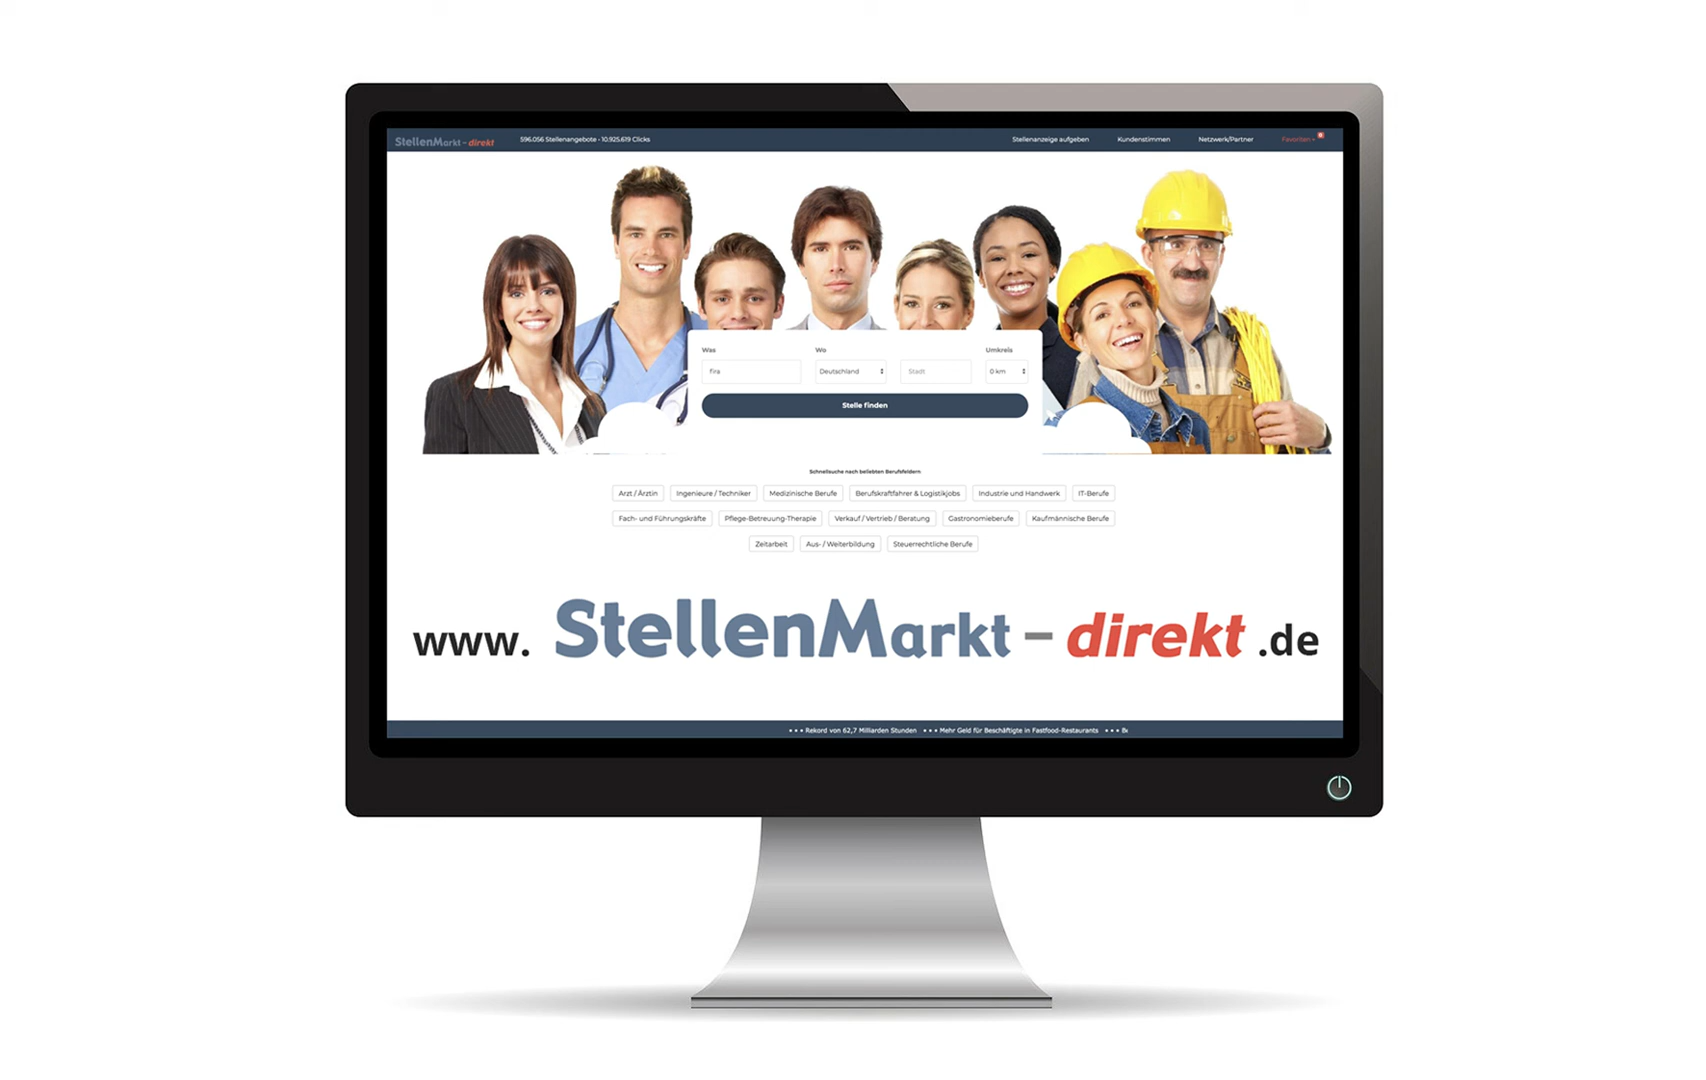 StellenMarkt-direkt 596.056 Stellenangebote • 10.925.619 Clicks Stellenanzeige aufgeben Kundenstimmen Netzwerk/Partner Favoriten 0
Was Wo Umkreis
fira Deutschland Stadt 0 km
Stelle finden
Schnellsuche nach beliebten Berufsfeldern
Arzt / Ärztin Ingenieure / Techniker Medizinische Berufe Berufskraftfahrer & Logistikjobs Industrie und Handwerk IT-Berufe
Fach- und Führungskräfte Pflege-Betreuung-Therapie Verkauf / Vertrieb / Beratung Gastronomieberufe Kaufmännische Berufe
Zeitarbeit Aus- / Weiterbildung Steuerrechtliche Berufe
www. StellenMarkt-direkt .de
• • • Rekord von 62,7 Milliarden Stunden • • • Mehr Geld für Beschäftigte in Fastfood-Restaurants • • • Be